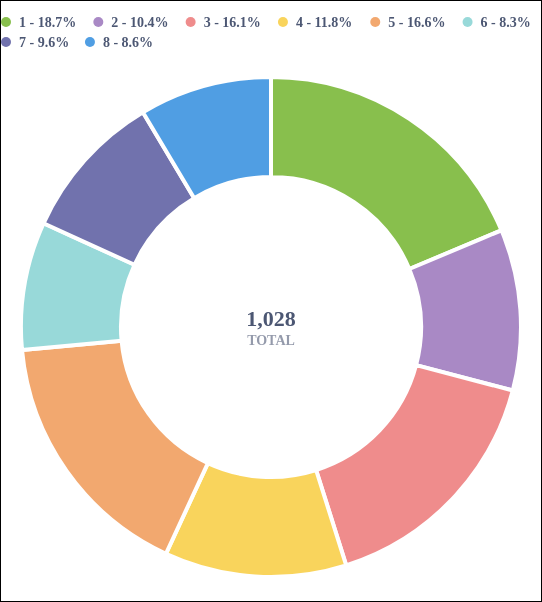 1 - 18.7% 2 - 10.4% 3 - 16.1% 4 - 11.8% 5 - 16.6% 6 - 8.3%
7 - 9.6% 8 - 8.6%
1,028
TOTAL